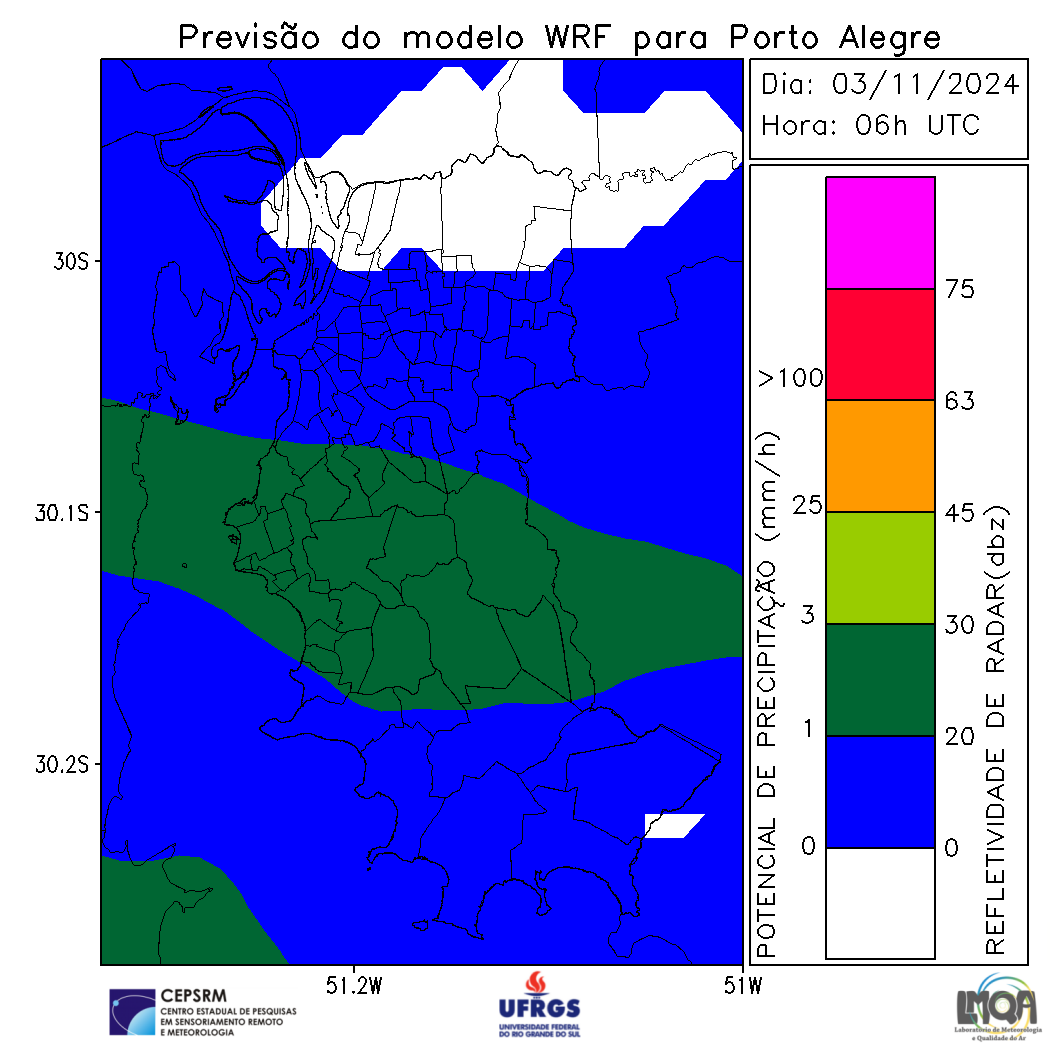 Previsão do modelo WRF para Porto Alegre
Dia: 03/11/2024
Hora: 06h UTC
30S
30.1S
30.2S
51.2W
51W
POTENCIAL DE PRECIPITAÇÃO (mm/h)
>100
25
3
1
0
75
63
45
30
20
0
REFLETIVIDADE DE RADAR(dbz)
CEPSRM
CENTRO ESTADUAL DE PESQUISAS
EM SENSORIAMENTO REMOTO
E METEOROLOGIA
UFRGS
UNIVERSIDADE FEDERAL
DO RIO GRANDE DO SUL
LMQA
Laboratório de Meteorologia
e Qualidade do Ar